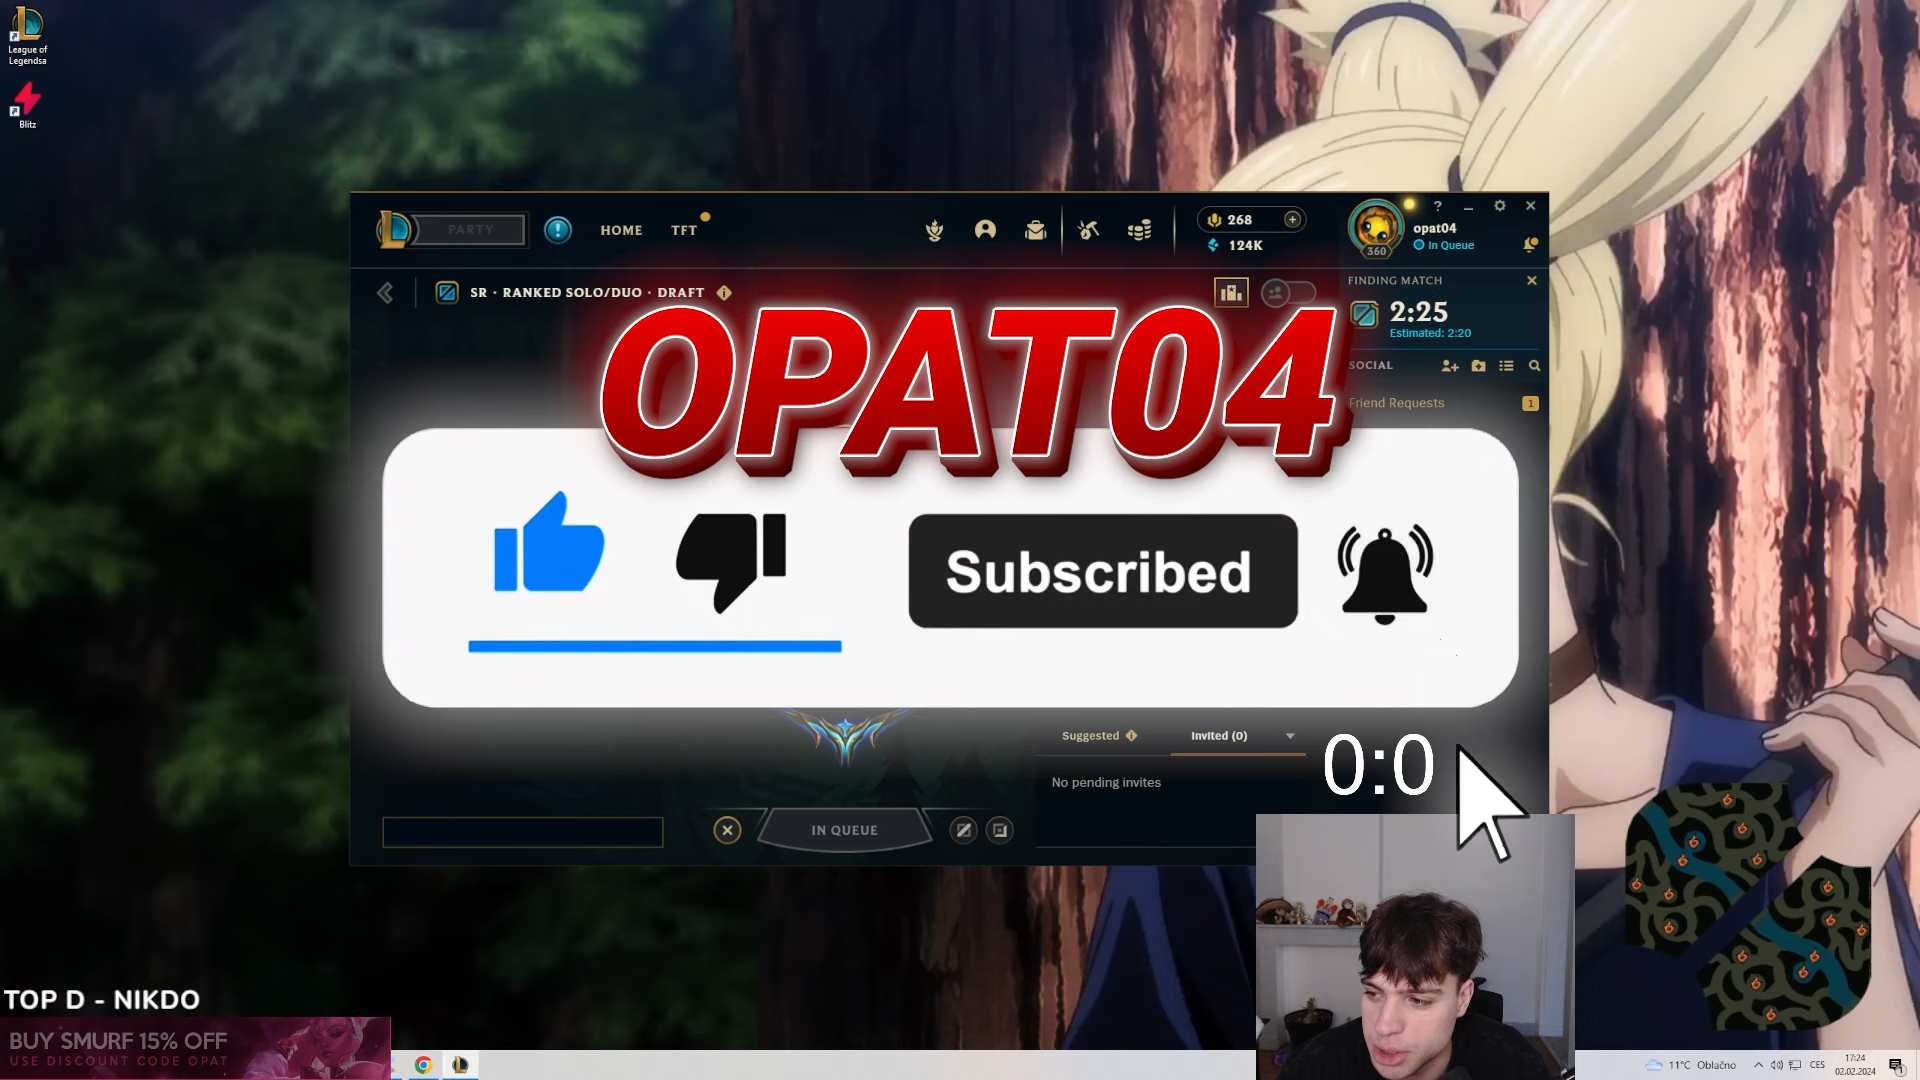 League of
Legendsa
Blitz
PARTY
HOME
TFT
268
124K
360
?
opat04
In Queue
SR • RANKED SOLO/DUO • DRAFT
FINDING MATCH
2:25
Estimated: 2:20
SOCIAL
Friend Requests
1
OPAT04
Subscribed
Suggested
Invited (0)
No pending invites
0:0
IN QUEUE
TOP D - NIKDO
BUY SMURF 15% OFF
USE DISCOUNT CODE OPAT
11°C Oblačno
CES
17:24
02.02.2024